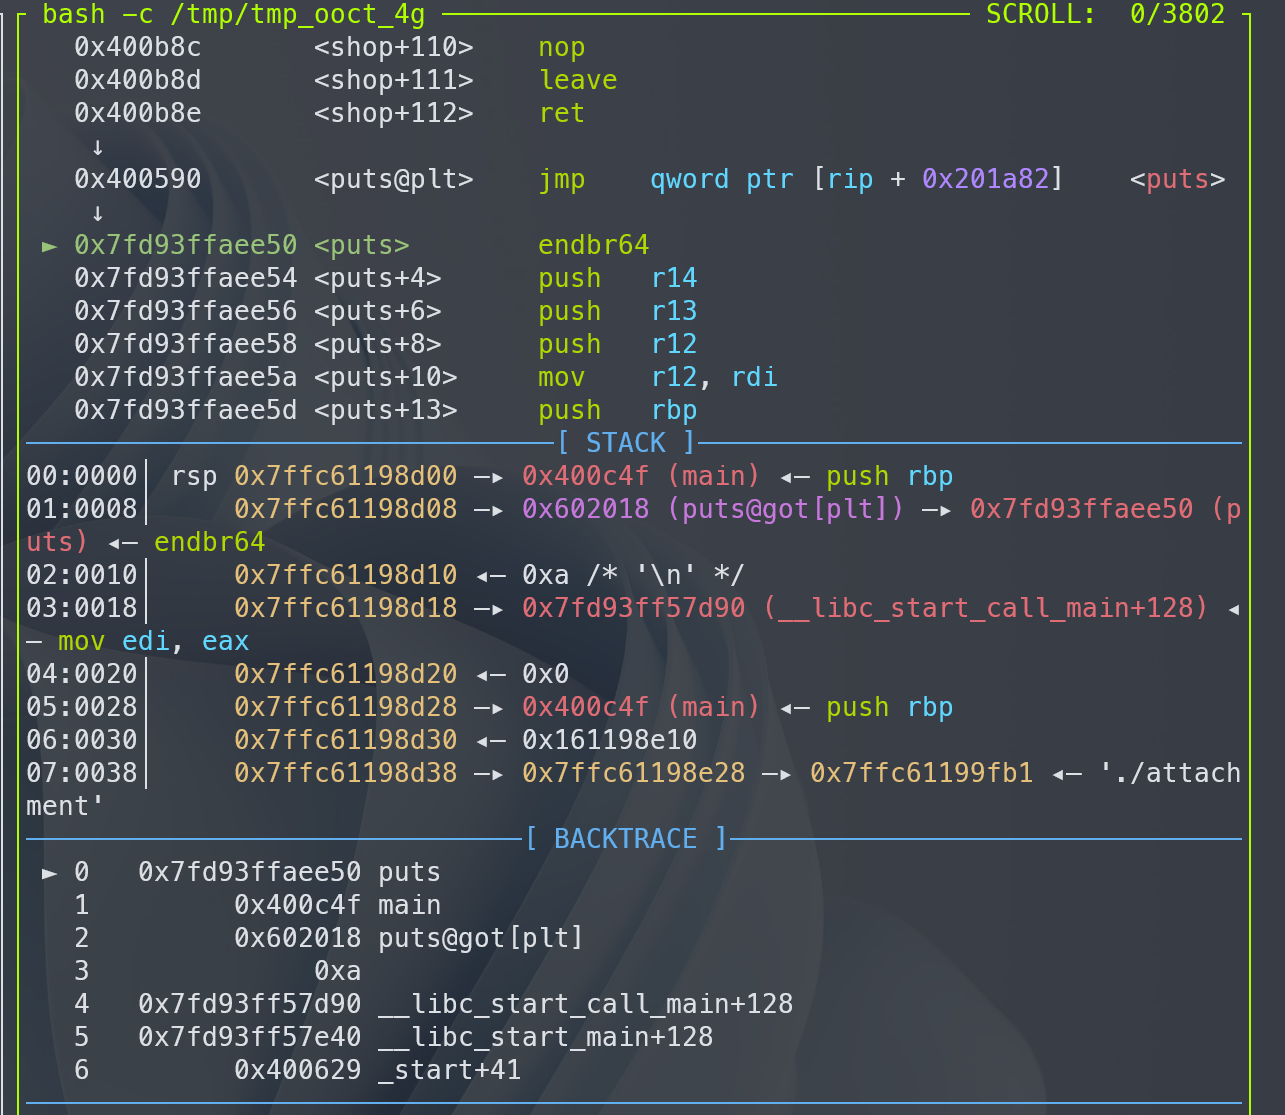 bash -c /tmp/tmp_ooct_4g SCROLL: 0/3802
0x400b8c <shop+110> nop
0x400b8d <shop+111> leave
0x400b8e <shop+112> ret
↓
0x400590 <puts@plt> jmp qword ptr [rip + 0x201a82] <puts>
↓
► 0x7fd93ffaee50 <puts> endbr64
0x7fd93ffaee54 <puts+4> push r14
0x7fd93ffaee56 <puts+6> push r13
0x7fd93ffaee58 <puts+8> push r12
0x7fd93ffaee5a <puts+10> mov r12, rdi
0x7fd93ffaee5d <puts+13> push rbp
[ STACK ]
00:0000│ rsp 0x7ffc61198d00 —▸ 0x400c4f (main) ◂— push rbp
01:0008│ 0x7ffc61198d08 —▸ 0x602018 (puts@got[plt]) —▸ 0x7fd93ffaee50 (p
uts) ◂— endbr64
02:0010│ 0x7ffc61198d10 ◂— 0xa /* '\n' */
03:0018│ 0x7ffc61198d18 —▸ 0x7fd93ff57d90 (__libc_start_call_main+128) ◂
— mov edi, eax
04:0020│ 0x7ffc61198d20 ◂— 0x0
05:0028│ 0x7ffc61198d28 —▸ 0x400c4f (main) ◂— push rbp
06:0030│ 0x7ffc61198d30 ◂— 0x161198e10
07:0038│ 0x7ffc61198d38 —▸ 0x7ffc61198e28 —▸ 0x7ffc61199fb1 ◂— './attach
ment'
[ BACKTRACE ]
► 0 0x7fd93ffaee50 puts
1 0x400c4f main
2 0x602018 puts@got[plt]
3 0xa
4 0x7fd93ff57d90 __libc_start_call_main+128
5 0x7fd93ff57e40 __libc_start_main+128
6 0x400629 _start+41